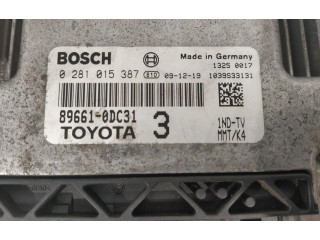 BOSCH
Made in Germany
1325 0017
0 281 015 387 S10 09-12-19 1039S33131
89661-0DC31
TOYOTA 3
1ND-TV
MMT/K4